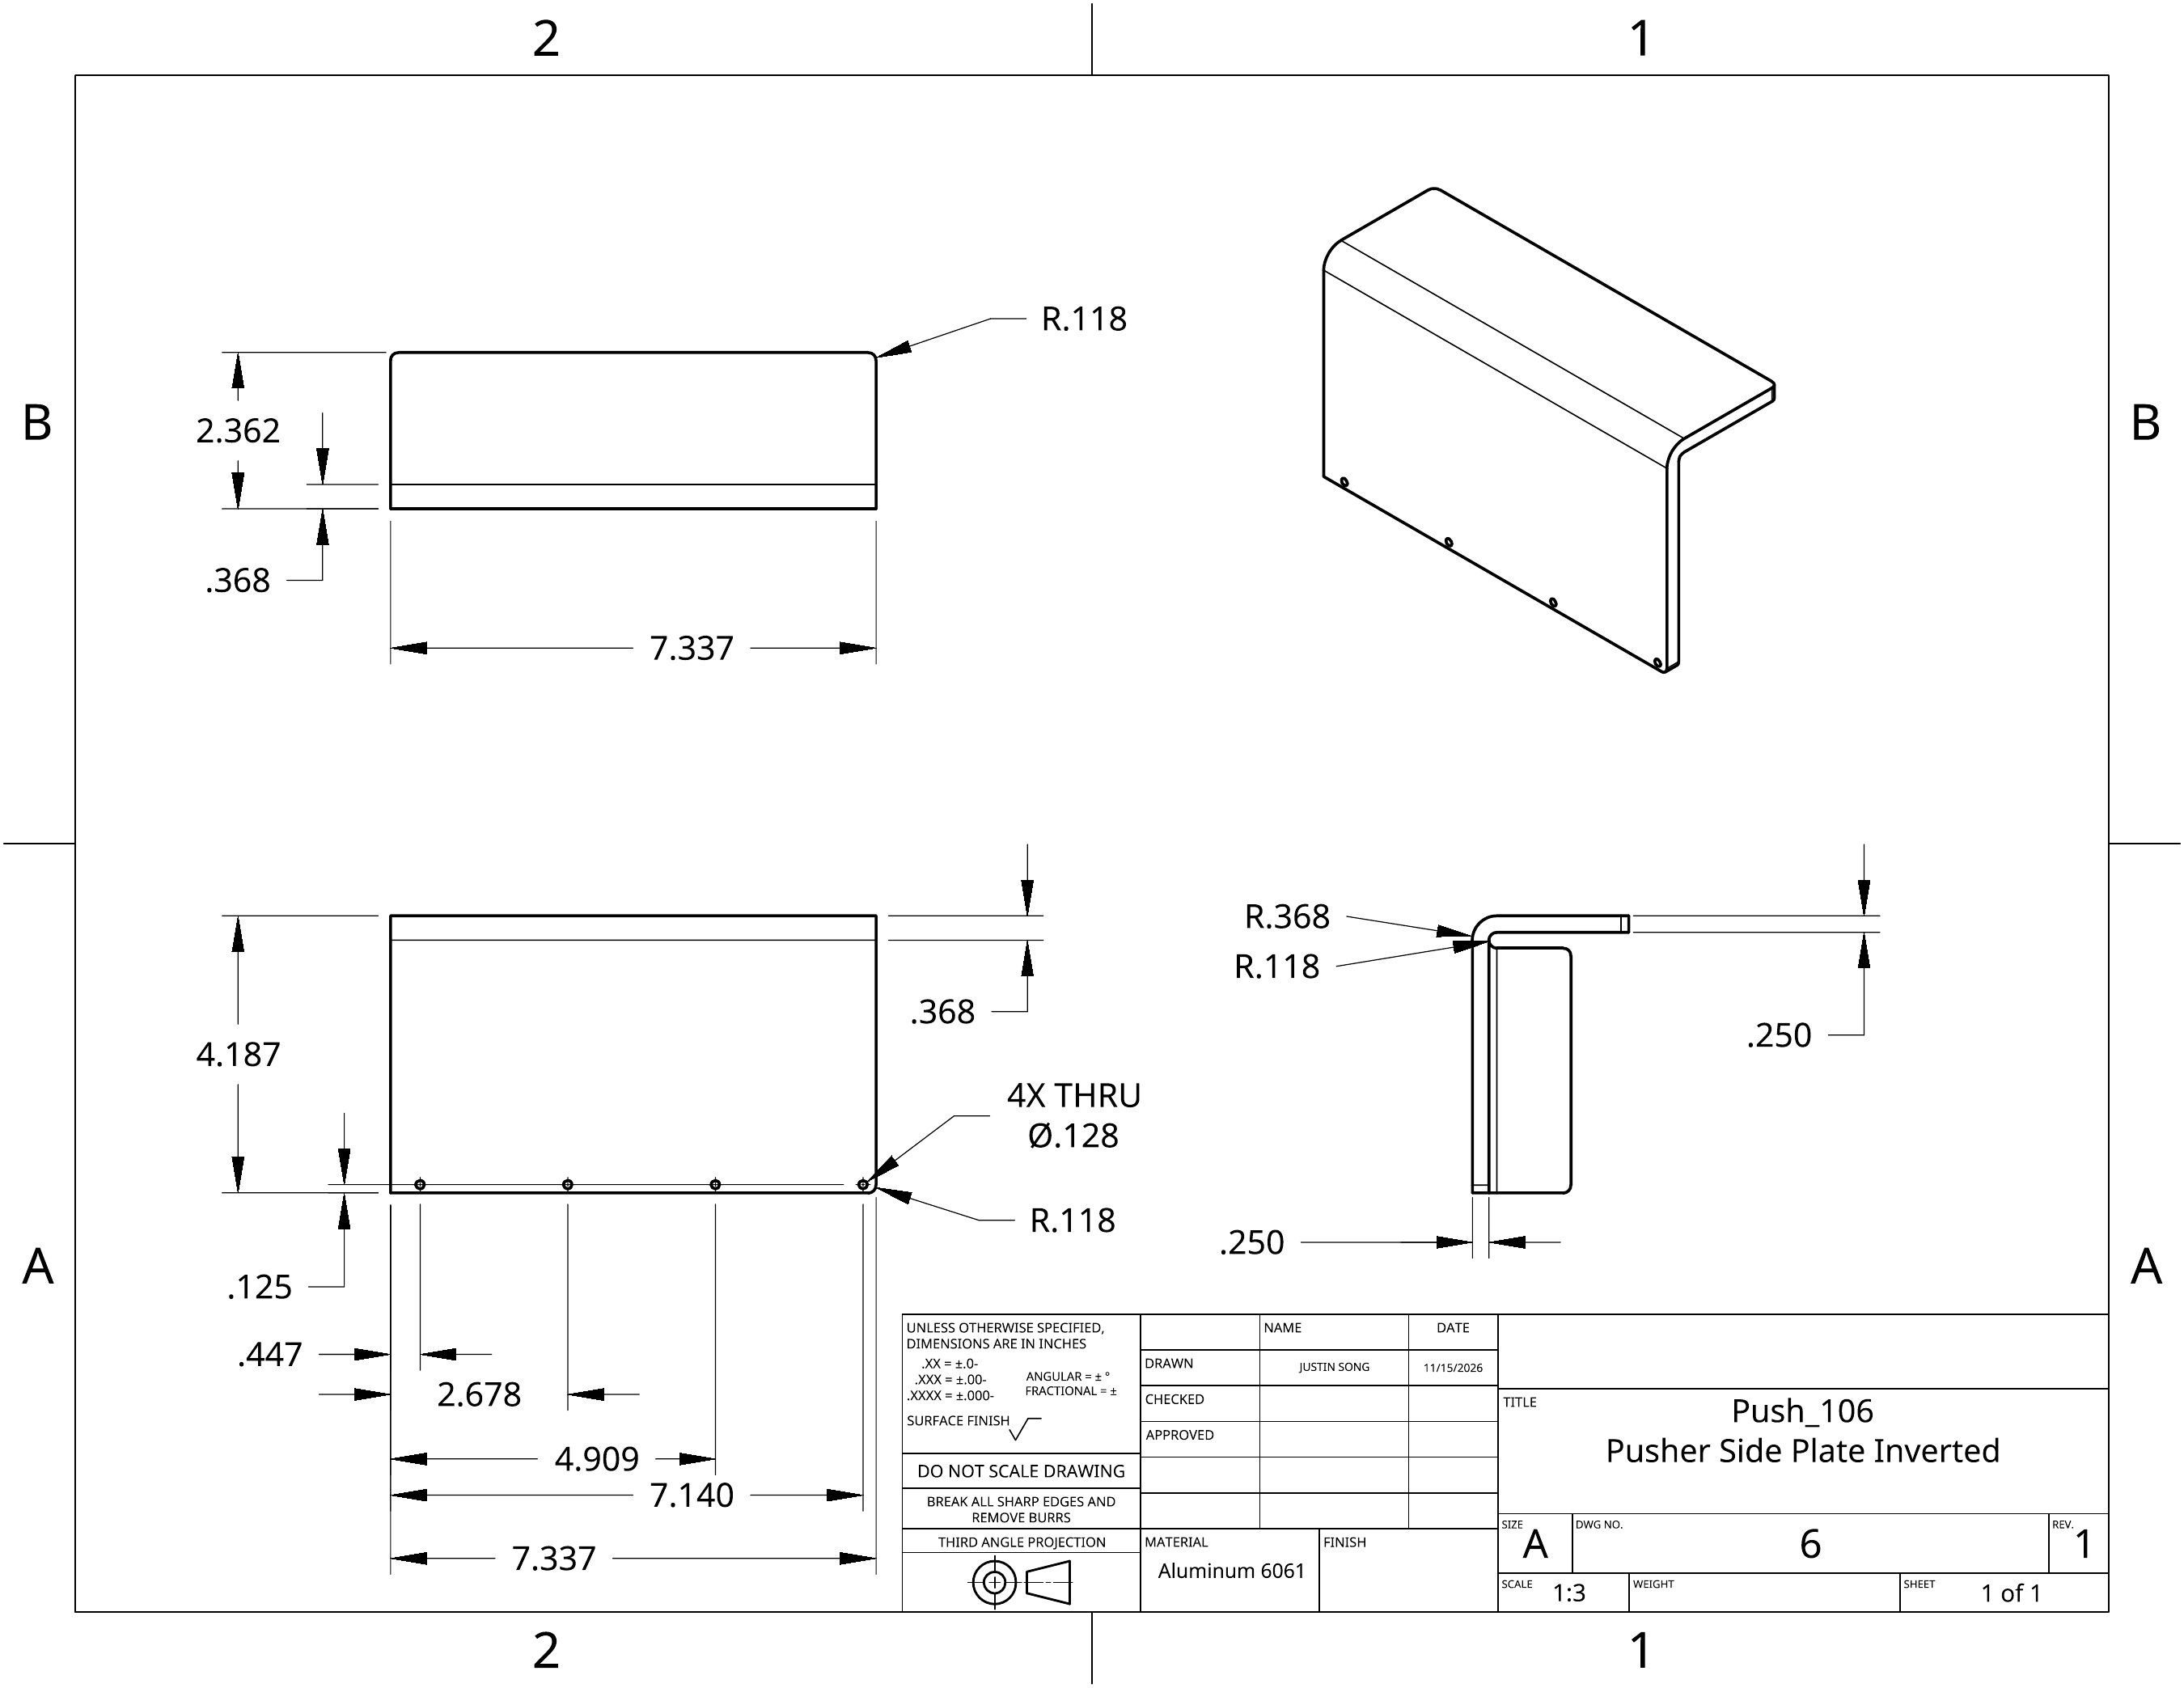 2
1
B
B
R.118
2.362
.368
7.337
R.368
R.118
.368
.250
4.187
4X THRU
Ø.128
R.118
.250
.125
A
A
.447
2.678
4.909
7.140
7.337
UNLESS OTHERWISE SPECIFIED,
DIMENSIONS ARE IN INCHES
.XX = ±.0-
.XXX = ±.00-
.XXXX = ±.000-
ANGULAR = ± °
FRACTIONAL = ±
SURFACE FINISH
DO NOT SCALE DRAWING
BREAK ALL SHARP EDGES AND
REMOVE BURRS
THIRD ANGLE PROJECTION
NAME
DATE
DRAWN
JUSTIN SONG
11/15/2026
CHECKED
APPROVED
MATERIAL
Aluminum 6061
FINISH
TITLE
Push_106
Pusher Side Plate Inverted
SIZE
A
DWG NO.
6
REV.
1
SCALE
1:3
WEIGHT
SHEET
1 of 1
2
1